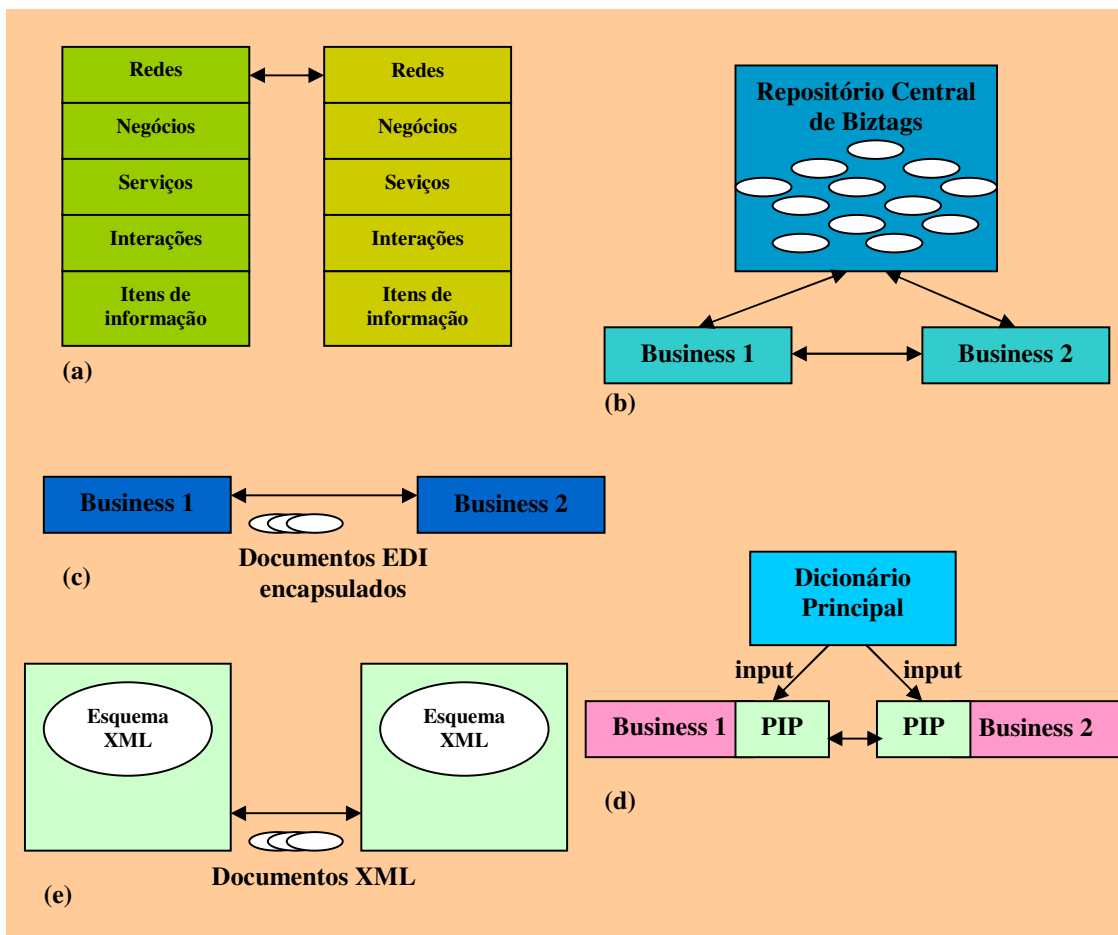 Redes
Negócios
Serviços
Interações
Itens de
informação
Redes
Negócios
Seviços
Interações
Itens de
informação
(a)
Repositório Central
de Biztags
Business 1
Business 2
(b)
Business 1
Business 2
Documentos EDI
encapsulados
(c)
Dicionário
Principal
input
input
Business 1
PIP
PIP
Business 2
(d)
Esquema
XML
Esquema
XML
Documentos XML
(e)